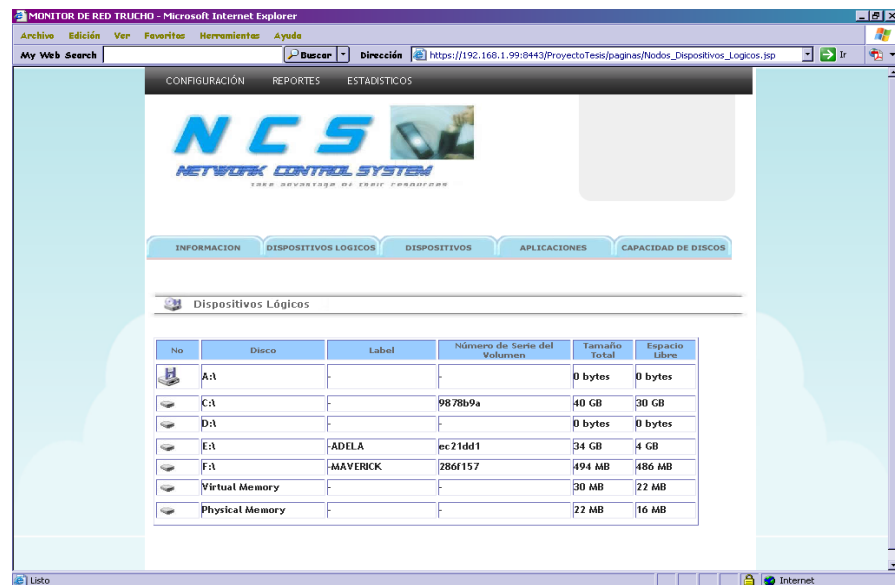 MONITOR DE RED TRUCHO - Microsoft Internet Explorer
Archivo Edición Ver Favoritos Herramientas Ayuda
My Web Search Buscar Dirección https://192.168.1.99:8443/ProyectoTesis/paginas/Nodos_Dispositivos_Logicos.jsp Ir
CONFIGURACIÓN REPORTES ESTADISTICOS
NCS
NETWORK CONTROL SYSTEM
take advantage of their resources
INFORMACION DISPOSITIVOS LOGICOS DISPOSITIVOS APLICACIONES CAPACIDAD DE DISCOS
Dispositivos Lógicos
No Disco Label Número de Serie del Volumen Tamaño Total Espacio Libre
A:\ - - 0 bytes 0 bytes
C:\ - 9878b9a 40 GB 30 GB
D:\ - - 0 bytes 0 bytes
E:\ -ADELA ec21dd1 34 GB 4 GB
F:\ -MAVERICK 286f157 494 MB 486 MB
Virtual Memory - - 30 MB 22 MB
Physical Memory - - 22 MB 16 MB
Listo Internet